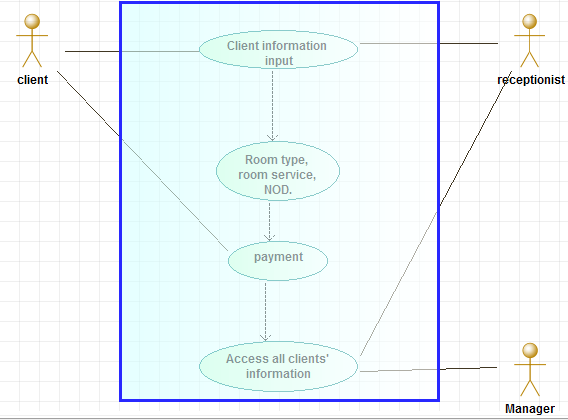 Client information
input
client
receptionist
Room type,
room service,
NOD.
payment
Access all clients'
information
Manager